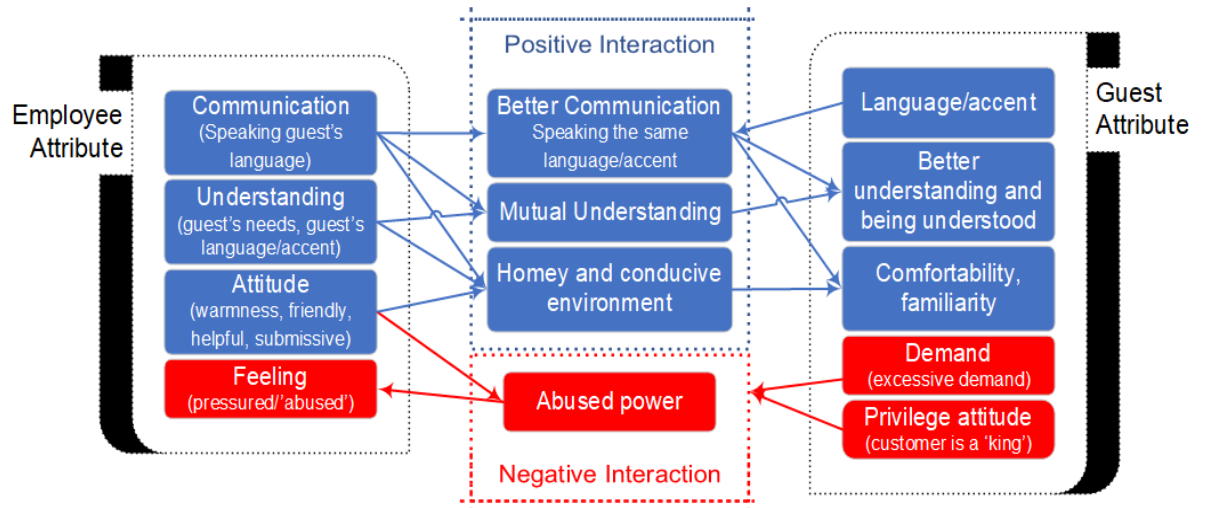 Employee
Attribute
Communication
(Speaking guest's
language)
Understanding
(guest's needs, guest's
language/accent)
Attitude
(warmness, friendly,
helpful, submissive)
Feeling
(pressured/'abused')
Positive Interaction
Better Communication
Speaking the same
language/accent
Mutual Understanding
Homey and conducive
environment
Abused power
Negative Interaction
Language/accent
Better
understanding and
being understood
Comfortability,
familiarity
Demand
(excessive demand)
Privilege attitude
(customer is a 'king')
Guest
Attribute